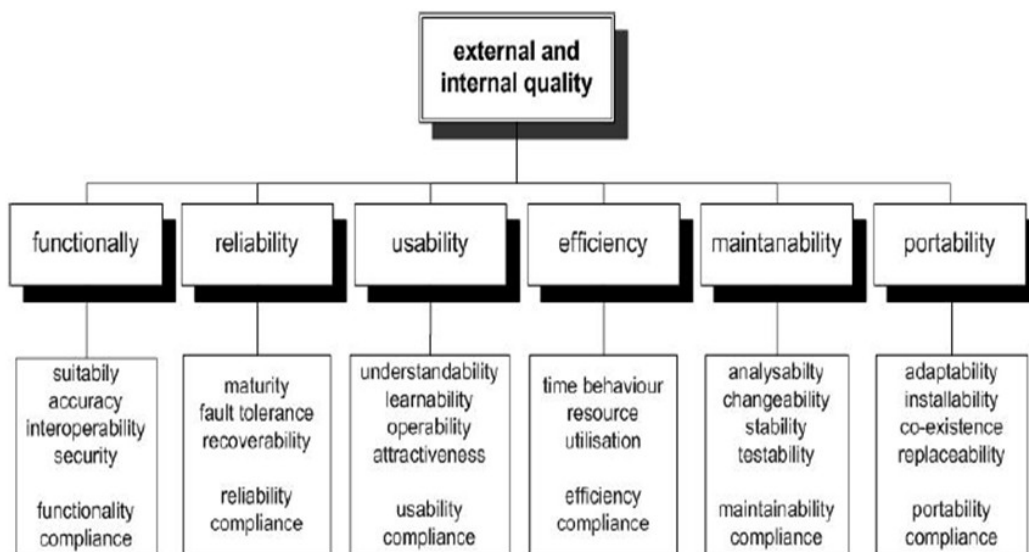 external and
internal quality
functionally
reliability
usability
efficiency
maintanability
portability
suitabily
accuracy
interoperability
security
functionality
compliance
maturity
fault tolerance
recoverability
reliability
compliance
understandability
learnability
operability
attractiveness
usability
compliance
time behaviour
resource
utilisation
efficiency
compliance
analysabilty
changeability
stability
testability
maintainability
compliance
adaptability
installability
co-existence
replaceability
portability
compliance